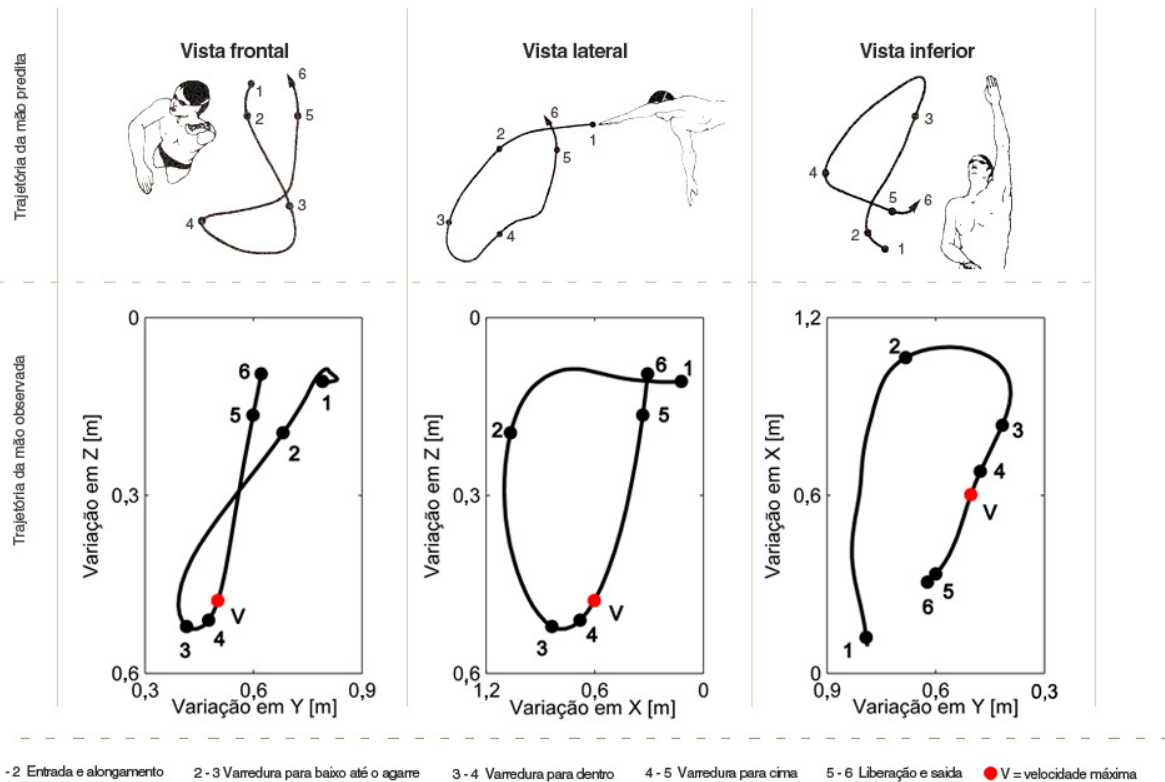 Vista frontal
Vista lateral
Vista inferior
Trajetória da mão predita
1
2
3
4
5
6
1
2
3
4
5
6
1
2
3
4
5
6
Trajetória da mão observada
Variação em Z [m]
0
0,3
0,6
6
5
1
2
V
3
4
0,3
0,6
0,9
Variação em Y [m]
Variação em Z [m]
0
0,3
0,6
6
1
5
2
V
3
4
1,2
0,6
0
Variação em X [m]
Variação em X [m]
1,2
0,6
0
2
3
4
V
5
6
1
0,9
0,6
0,3
Variação em Y [m]
- 2 Entrada e alongamento
2 - 3 Varredura para baixo até o agarre
3 - 4 Varredura para dentro
4 - 5 Varredura para cima
5 - 6 Liberação e saida
V = velocidade máxima